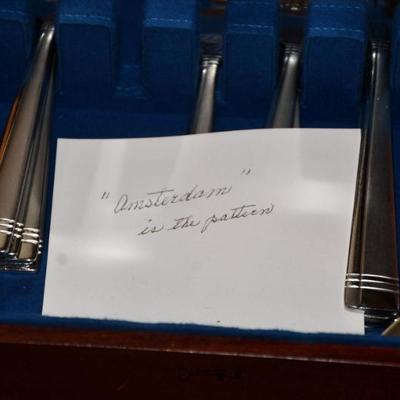 "Amsterdam"
is the pattern